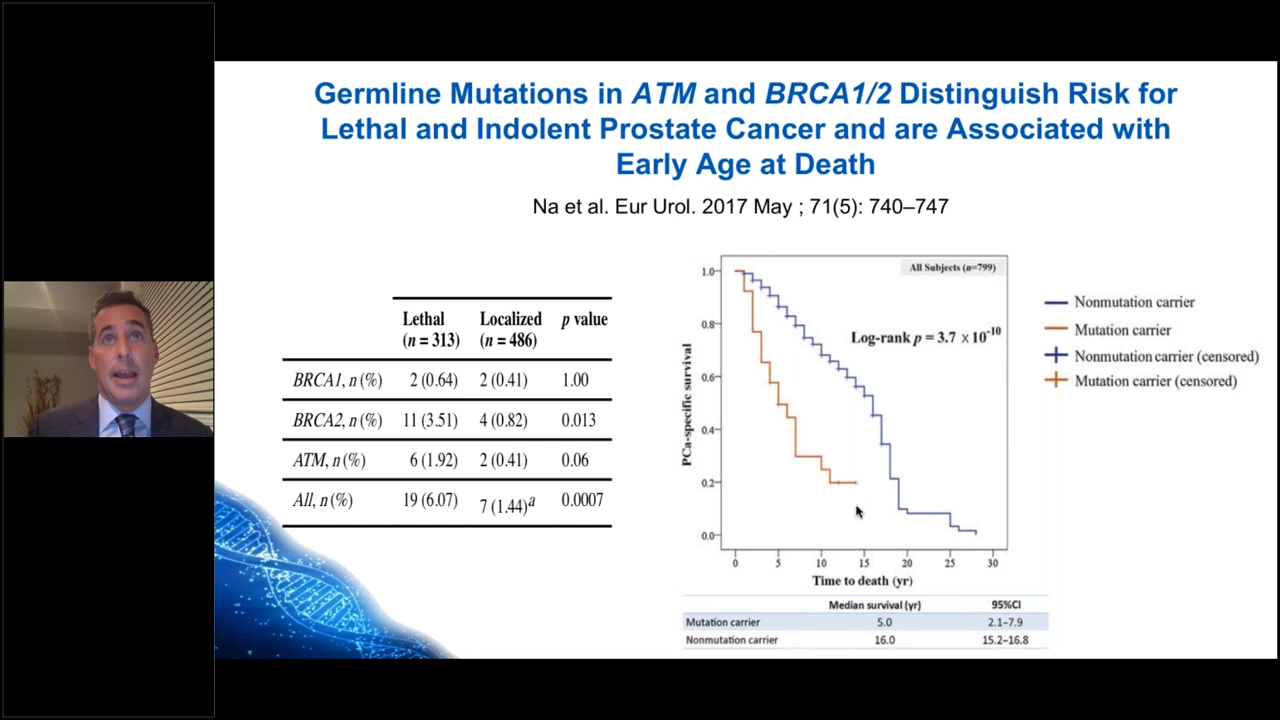 Germline Mutations in ATM and BRCA1/2 Distinguish Risk for
Lethal and Indolent Prostate Cancer and are Associated with
Early Age at Death
Na et al. Eur Urol. 2017 May ; 71(5): 740–747
Lethal Localized p value
(n = 313) (n = 486)
BRCA1, n (%) 2 (0.64) 2 (0.41) 1.00
BRCA2, n (%) 11 (3.51) 4 (0.82) 0.013
ATM, n (%) 6 (1.92) 2 (0.41) 0.06
All, n (%) 19 (6.07) 7 (1.44)a 0.0007
All Subjects (n=799)
Log-rank p = 3.7 ×10-10
PCa-specific survival
1.0
0.8
0.6
0.4
0.2
0.0
0 5 10 15 20 25 30
Time to death (yr)
Nonmutation carrier
Mutation carrier
Nonmutation carrier (censored)
Mutation carrier (censored)
Median survival (yr) 95%CI
Mutation carrier 5.0 2.1–7.9
Nonmutation carrier 16.0 15.2–16.8